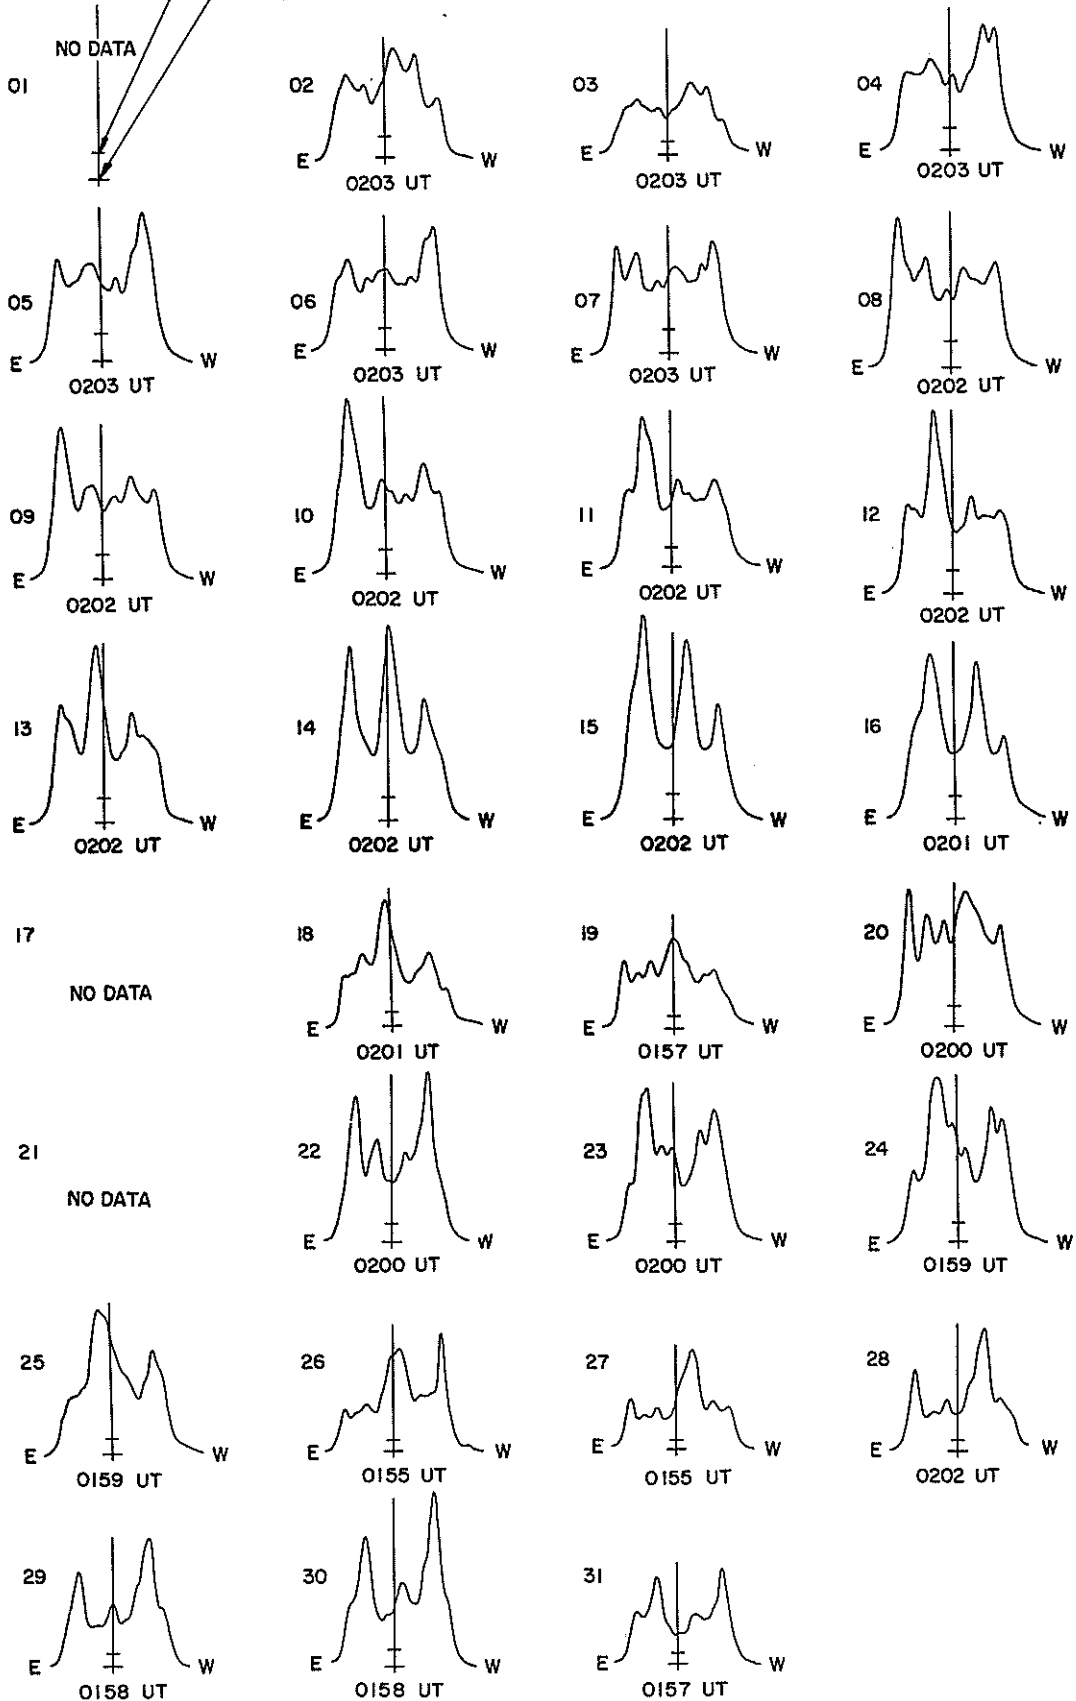 NO DATA
01
02
E
W
0203 UT
03
E
W
0203 UT
04
E
W
0203 UT
05
E
W
0203 UT
06
E
W
0203 UT
07
E
W
0203 UT
08
E
W
0202 UT
09
E
W
0202 UT
10
E
W
0202 UT
11
E
W
0202 UT
12
E
W
0202 UT
13
E
W
0202 UT
14
E
W
0202 UT
15
E
W
0202 UT
16
E
W
0201 UT
17
NO DATA
18
E
W
0201 UT
19
E
W
0157 UT
20
E
W
0200 UT
21
NO DATA
22
E
W
0200 UT
23
E
W
0200 UT
24
E
W
0159 UT
25
E
W
0159 UT
26
E
W
0155 UT
27
E
W
0155 UT
28
E
W
0202 UT
29
E
W
0158 UT
30
E
W
0158 UT
31
E
W
0157 UT